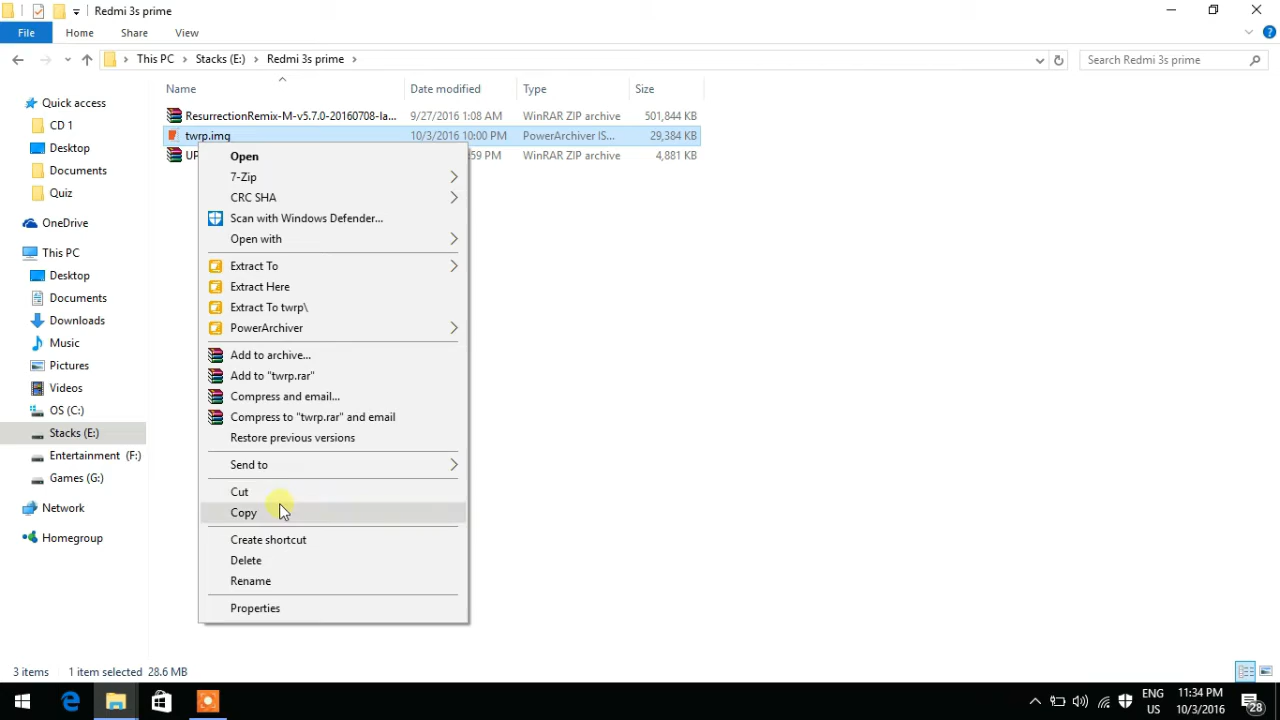 Redmi 3s prime
File Home Share View
This PC Stacks (E:) Redmi 3s prime
Search Redmi 3s prime
Name Date modified Type Size
ResurrectionRemix-M-v5.7.0-20160708-la... 9/27/2016 1:08 AM WinRAR ZIP archive 501,844 KB
twrp.img 10/3/2016 10:00 PM PowerArchiver IS... 29,384 KB
UP :59 PM WinRAR ZIP archive 4,881 KB
Quick access
CD 1
Desktop
Documents
Quiz
OneDrive
This PC
Desktop
Documents
Downloads
Music
Pictures
Videos
OS (C:)
Stacks (E:)
Entertainment (F:)
Games (G:)
Network
Homegroup
Open
7-Zip
CRC SHA
Scan with Windows Defender...
Open with
Extract To
Extract Here
Extract To twrp\
PowerArchiver
Add to archive...
Add to "twrp.rar"
Compress and email...
Compress to "twrp.rar" and email
Restore previous versions
Send to
Cut
Copy
Create shortcut
Delete
Rename
Properties
3 items 1 item selected 28.6 MB
ENG 11:34 PM
US 10/3/2016 28